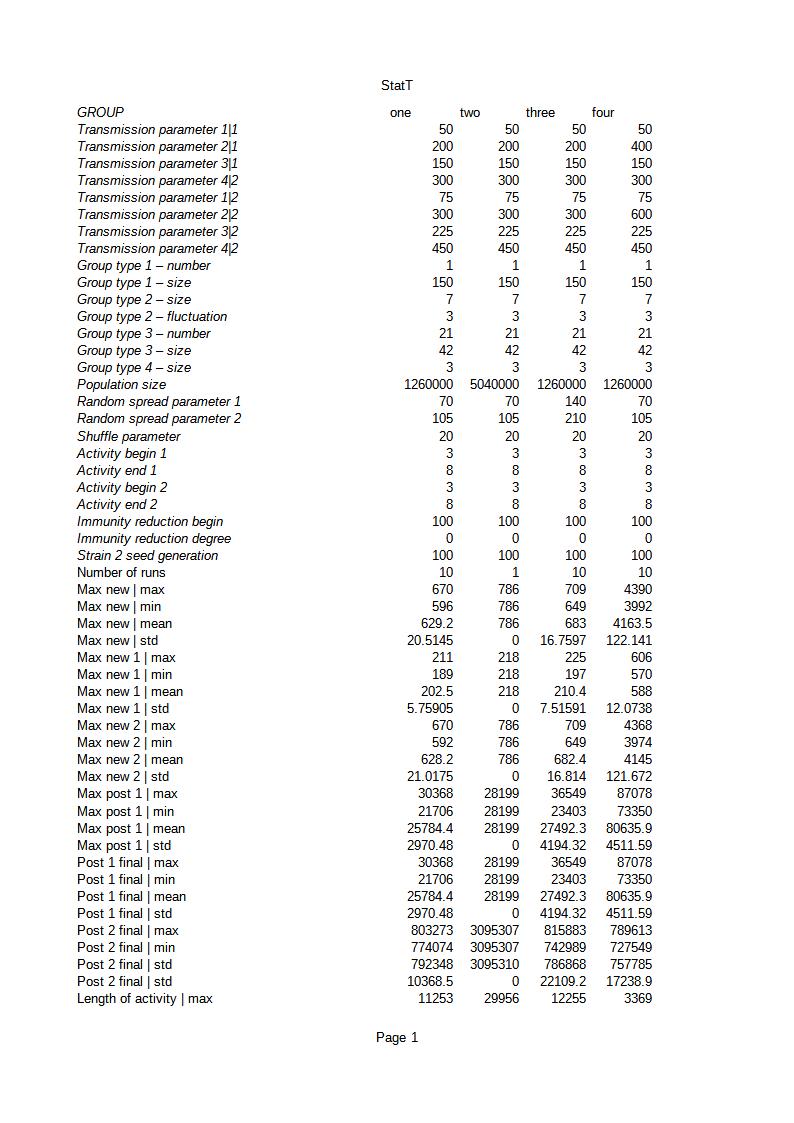 StatT
GROUP one two three four
Transmission parameter 1|1 50 50 50 50
Transmission parameter 2|1 200 200 200 400
Transmission parameter 3|1 150 150 150 150
Transmission parameter 4|2 300 300 300 300
Transmission parameter 1|2 75 75 75 75
Transmission parameter 2|2 300 300 300 600
Transmission parameter 3|2 225 225 225 225
Transmission parameter 4|2 450 450 450 450
Group type 1 – number 1 1 1 1
Group type 1 – size 150 150 150 150
Group type 2 – size 7 7 7 7
Group type 2 – fluctuation 3 3 3 3
Group type 3 – number 21 21 21 21
Group type 3 – size 42 42 42 42
Group type 4 – size 3 3 3 3
Population size 1260000 5040000 1260000 1260000
Random spread parameter 1 70 70 140 70
Random spread parameter 2 105 105 210 105
Shuffle parameter 20 20 20 20
Activity begin 1 3 3 3 3
Activity end 1 8 8 8 8
Activity begin 2 3 3 3 3
Activity end 2 8 8 8 8
Immunity reduction begin 100 100 100 100
Immunity reduction degree 0 0 0 0
Strain 2 seed generation 100 100 100 100
Number of runs 10 1 10 10
Max new | max 670 786 709 4390
Max new | min 596 786 649 3992
Max new | mean 629.2 786 683 4163.5
Max new | std 20.5145 0 16.7597 122.141
Max new 1 | max 211 218 225 606
Max new 1 | min 189 218 197 570
Max new 1 | mean 202.5 218 210.4 588
Max new 1 | std 5.75905 0 7.51591 12.0738
Max new 2 | max 670 786 709 4368
Max new 2 | min 592 786 649 3974
Max new 2 | mean 628.2 786 682.4 4145
Max new 2 | std 21.0175 0 16.814 121.672
Max post 1 | max 30368 28199 36549 87078
Max post 1 | min 21706 28199 23403 73350
Max post 1 | mean 25784.4 28199 27492.3 80635.9
Max post 1 | std 2970.48 0 4194.32 4511.59
Post 1 final | max 30368 28199 36549 87078
Post 1 final | min 21706 28199 23403 73350
Post 1 final | mean 25784.4 28199 27492.3 80635.9
Post 1 final | std 2970.48 0 4194.32 4511.59
Post 2 final | max 803273 3095307 815883 789613
Post 2 final | min 774074 3095307 742989 727549
Post 2 final | std 792348 3095310 786868 757785
Post 2 final | std 10368.5 0 22109.2 17238.9
Length of activity | max 11253 29956 12255 3369
Page 1